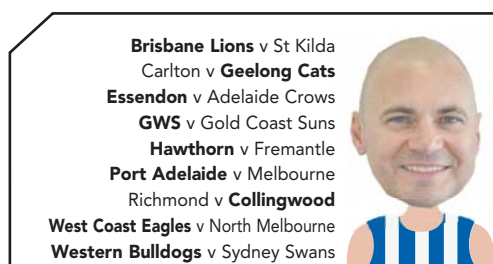 Brisbane Lions v St Kilda
Carlton v Geelong Cats
Essendon v Adelaide Crows
GWS v Gold Coast Suns
Hawthorn v Fremantle
Port Adelaide v Melbourne
Richmond v Collingwood
West Coast Eagles v North Melbourne
Western Bulldogs v Sydney Swans